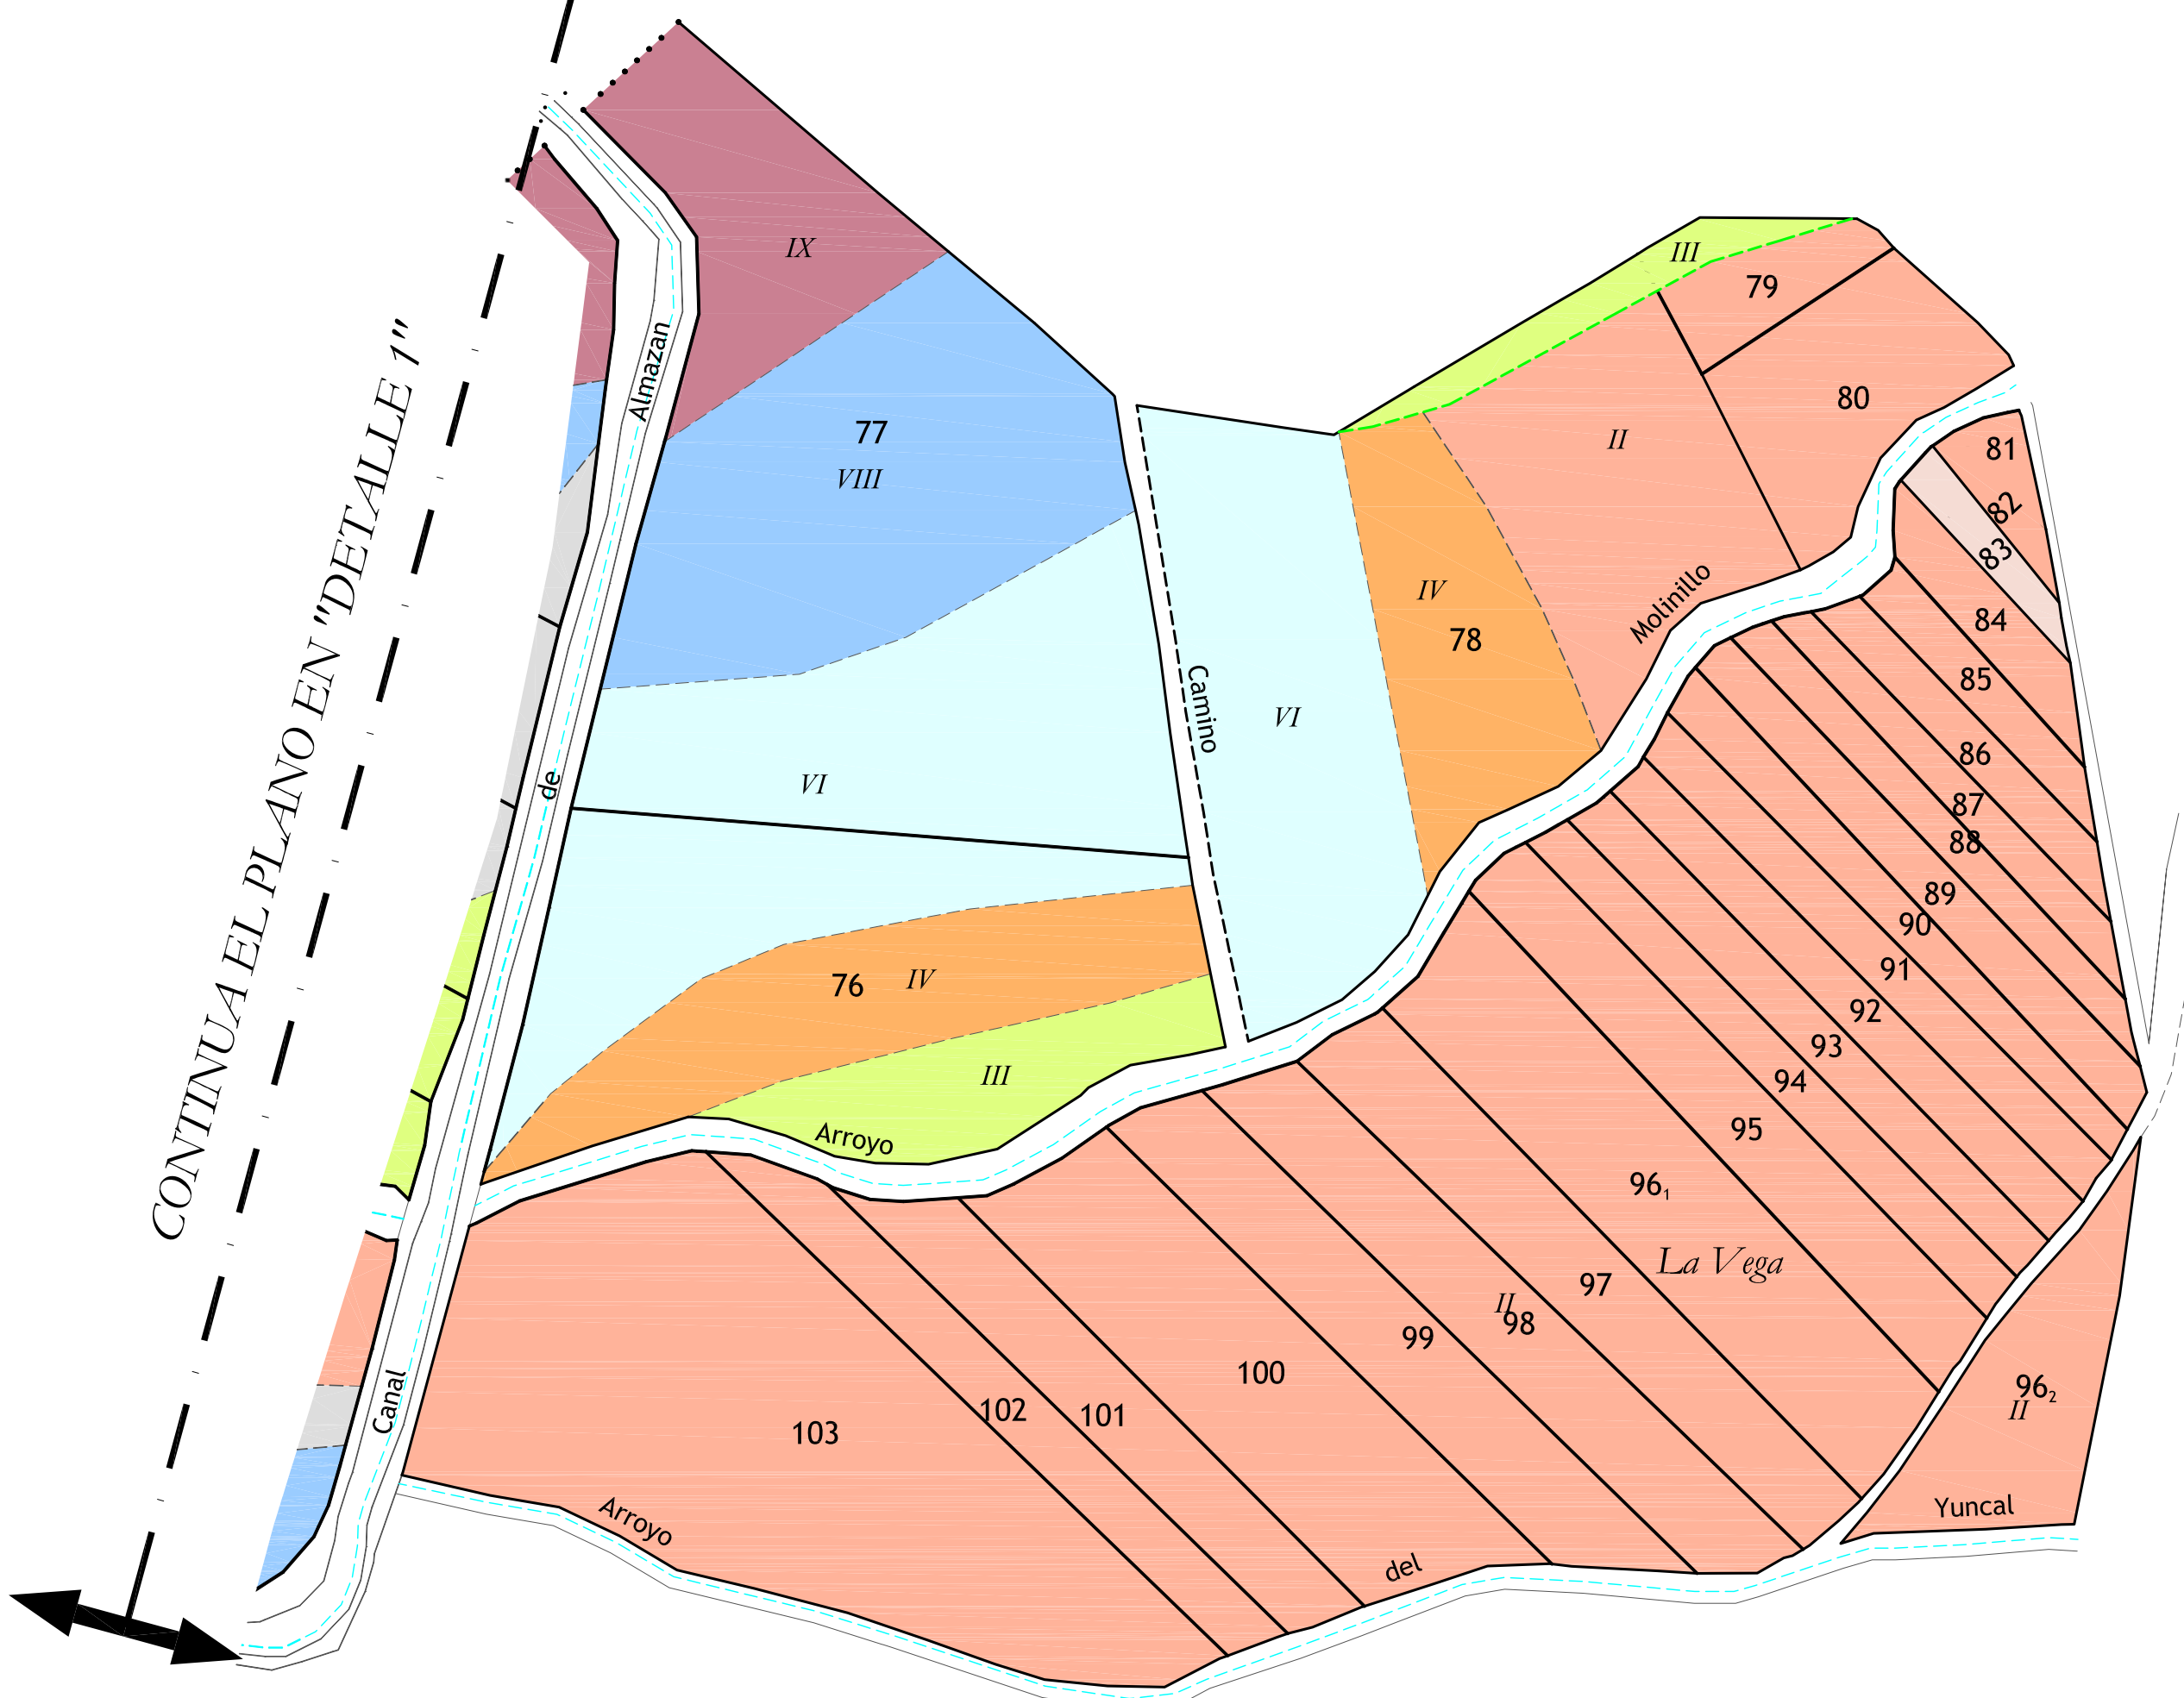 CONTINUA EL PLANO EN "DETALLE 1"
IX
III
79
Almazan
80
77
II
81
VIII
82
83
IV
Molinillo
84
78
85
Camino
VI
86
VI
de
87
88
89
90
76
IV
91
92
93
III
94
95
Arroyo
96₁
La Vega
97
II
98
99
100
96₂
II
Canal
102
101
103
Arroyo
Yuncal
del